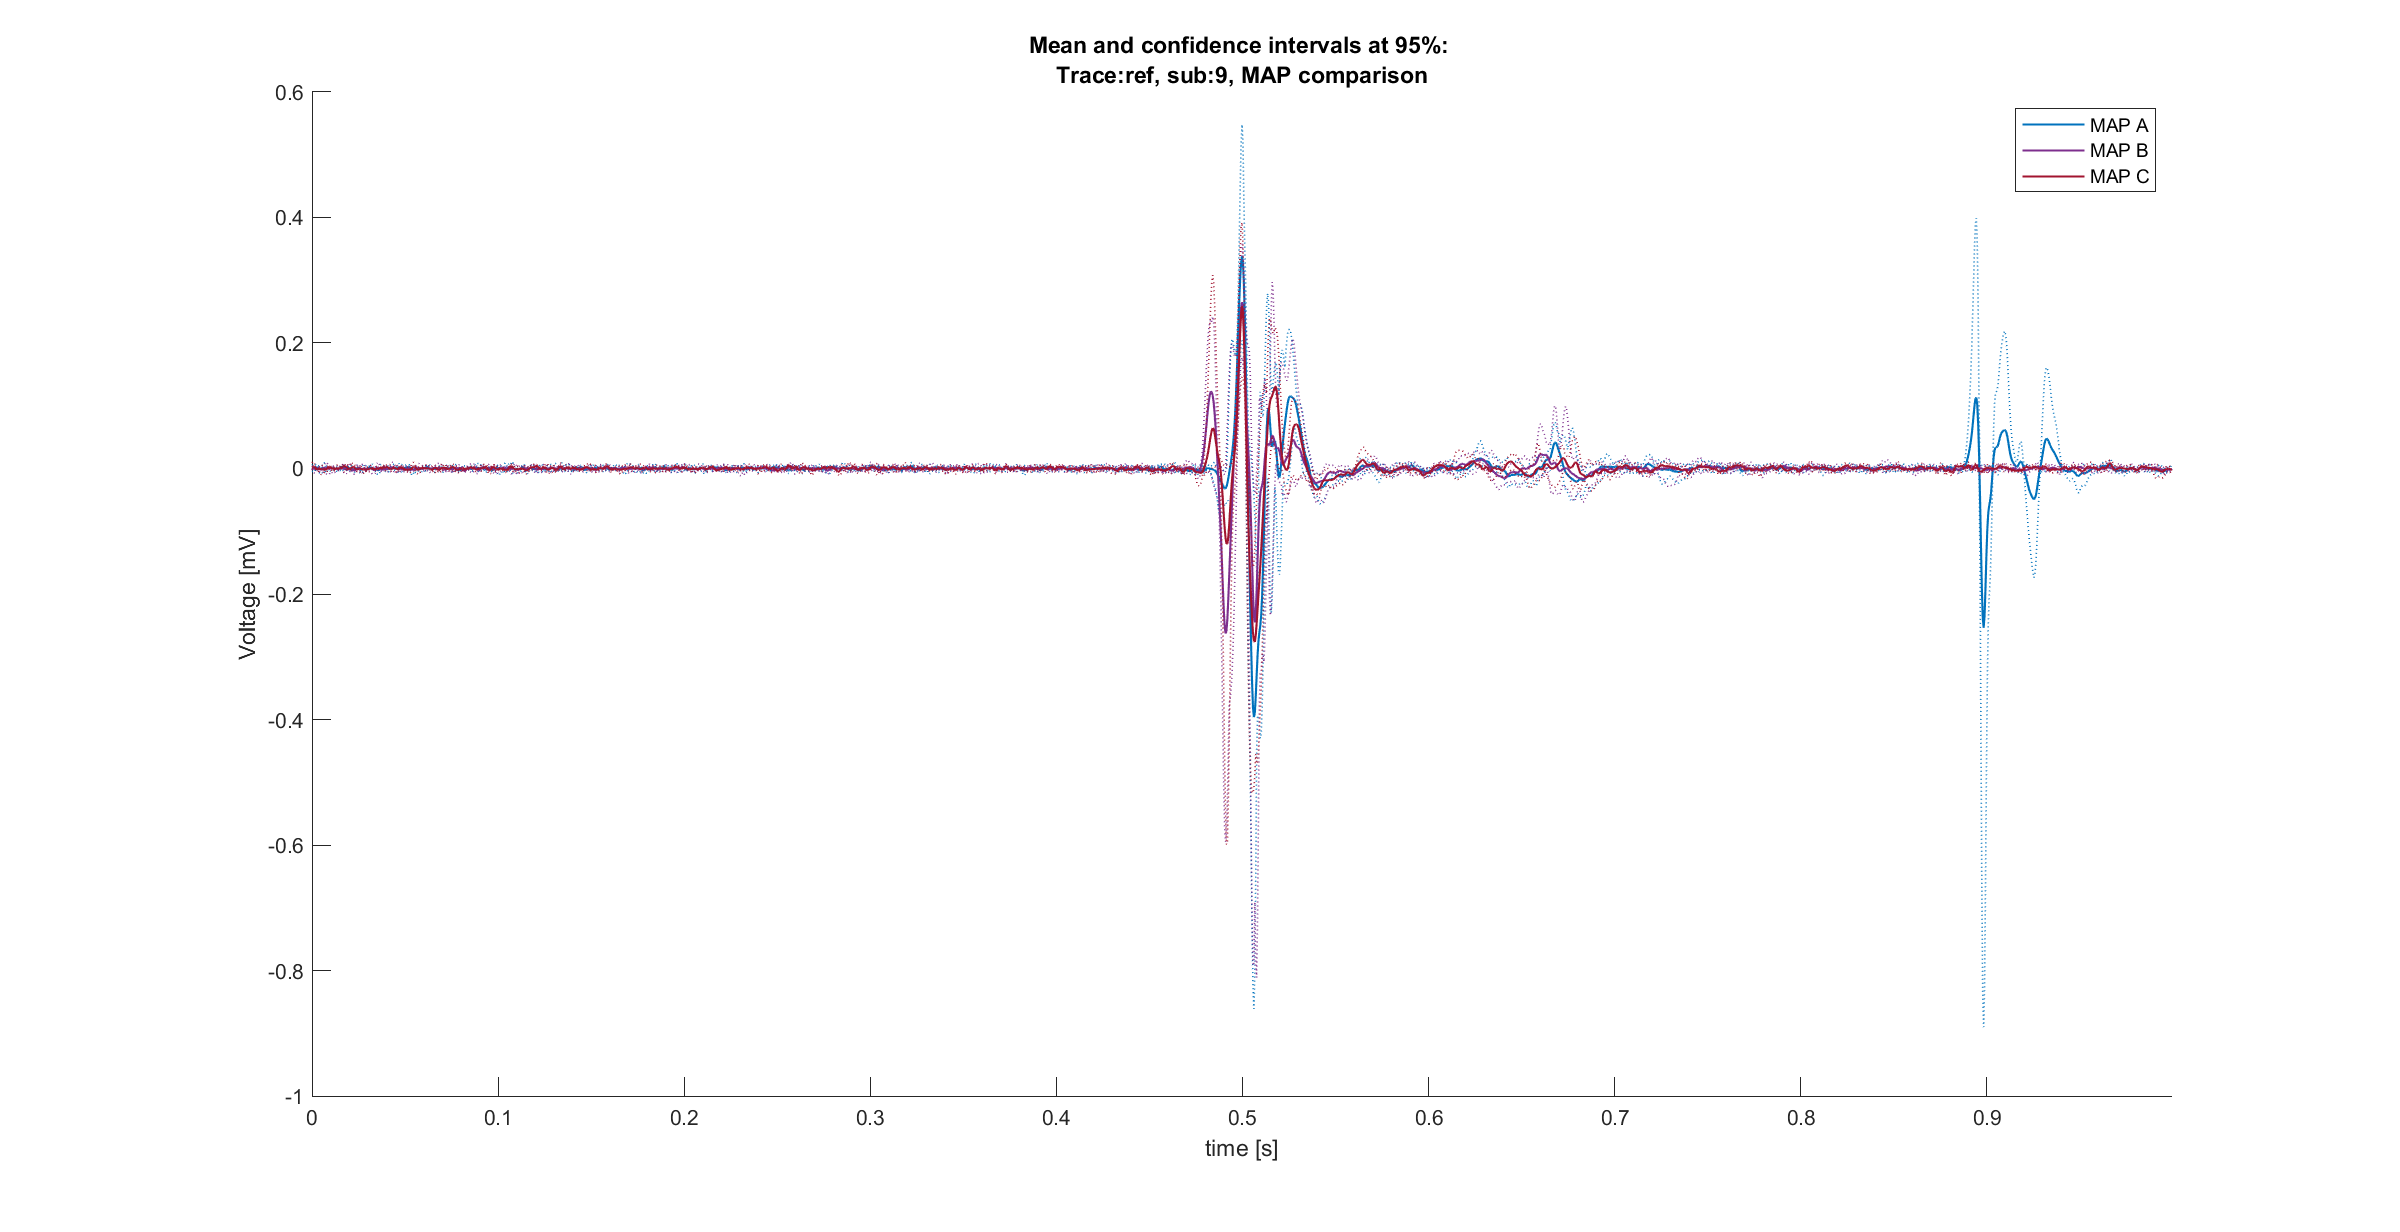 Mean and confidence intervals at 95%:
Trace:ref, sub:9, MAP comparison
MAP A
MAP B
MAP C
0.6
0.4
0.2
0
-0.2
-0.4
-0.6
-0.8
-1
Voltage [mV]
0
0.1
0.2
0.3
0.4
0.5
0.6
0.7
0.8
0.9
time [s]